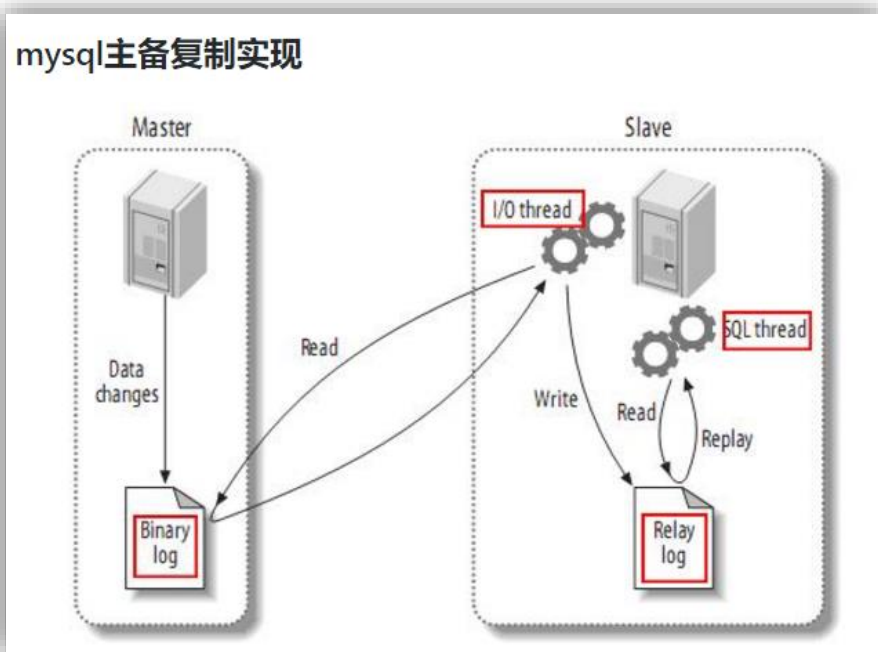 mysql主备复制实现
Master
Slave
I/O thread
SQL thread
Read
Data
changes
Write
Read
Replay
Binary
log
Relay
log